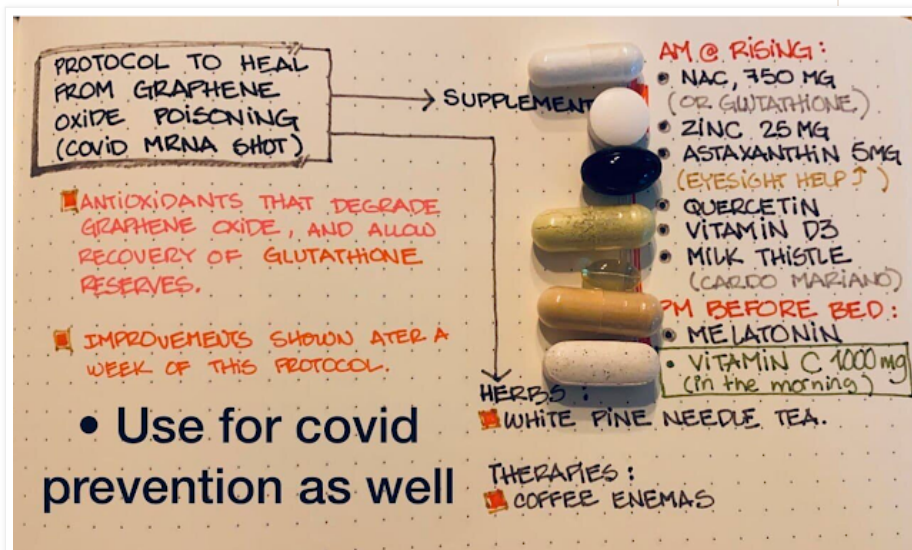 PROTOCOL TO HEAL
FROM GRAPHENE
OXIDE POISONING
(COVID MRNA SHOT)
SUPPLEMENT
ANTIOXIDANTS THAT DEGRADE
GRAPHENE OXIDE, AND ALLOW
RECOVERY OF GLUTATHIONE
RESERVES.
IMPROVEMENTS SHOWN ATER A
WEEK OF THIS PROTOCOL.
• Use for covid
prevention as well
AM @ RISING:
• NAC, 750 MG
(OR GLUTATHIONE)
• ZINC 25 MG
• ASTAXANTHIN 5MG
(EYESIGHT HELP ↑)
• QUERCETIN
• VITAMIN D3
• MILK THISTLE
(CARDO MARIANO)
PM BEFORE BED:
• MELATONIN
• VITAMIN C 1000mg
(in the morning)
HERBS:
WHITE PINE NEEDLE TEA.
THERAPIES:
COFFEE ENEMAS